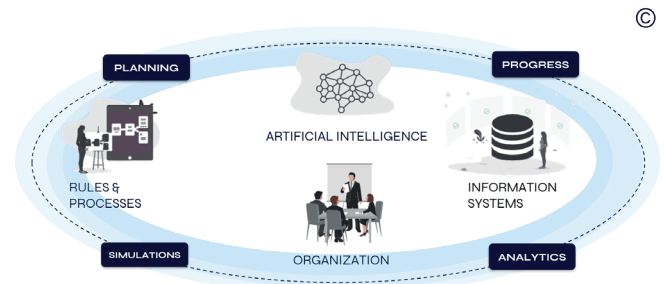 ©
PLANNING
PROGRESS
ARTIFICIAL INTELLIGENCE
RULES &
PROCESSES
INFORMATION
SYSTEMS
ORGANIZATION
SIMULATIONS
ANALYTICS